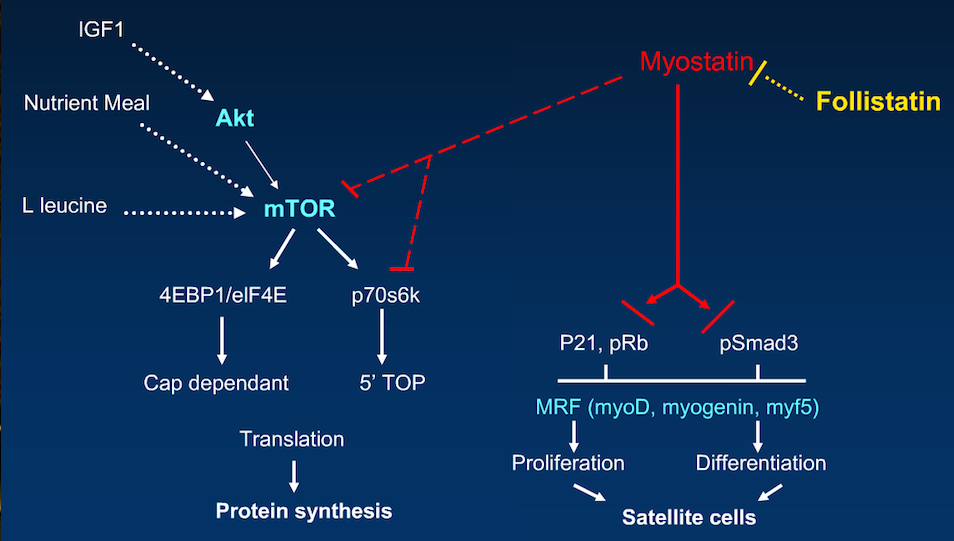 IGF1
Myostatin
Nutrient Meal
Follistatin
Akt
L leucine
mTOR
4EBP1/eIF4E
p70s6k
P21, pRb
pSmad3
Cap dependant
5’ TOP
MRF (myoD, myogenin, myf5)
Translation
Proliferation
Differentiation
Protein synthesis
Satellite cells